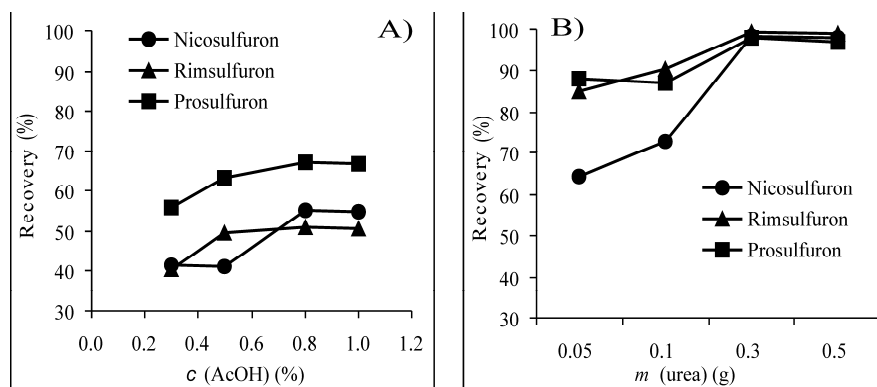 A)
Nicosulfuron
Rimsulfuron
Prosulfuron
Recovery (%)
100
90
80
70
60
50
40
30
0.0 0.2 0.4 0.6 0.8 1.0 1.2
c (AcOH) (%)
B)
Recovery (%)
100
90
80
70
60
50
40
30
Nicosulfuron
Rimsulfuron
Prosulfuron
0.05 0.1 0.3 0.5
m (urea) (g)